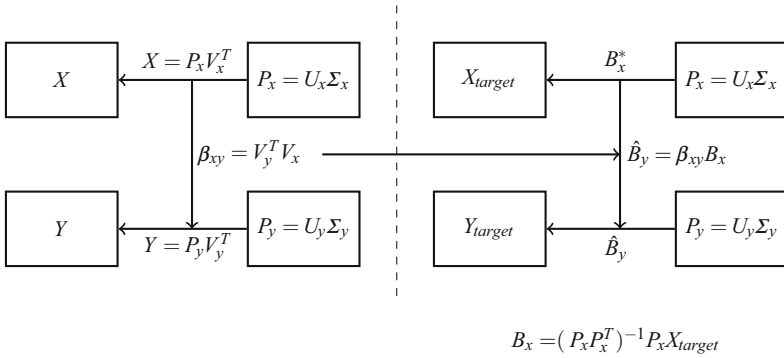 X
X = P_x V_x^T
P_x = U_x Σ_x
X_target
B_x^*
P_x = U_x Σ_x
β_xy = V_y^T V_x
B̂_y = β_xy B_x
Y
Y = P_y V_y^T
P_y = U_y Σ_y
Y_target
B̂_y
P_y = U_y Σ_y
B_x =( P_x P_x^T )^{-1} P_x X_target